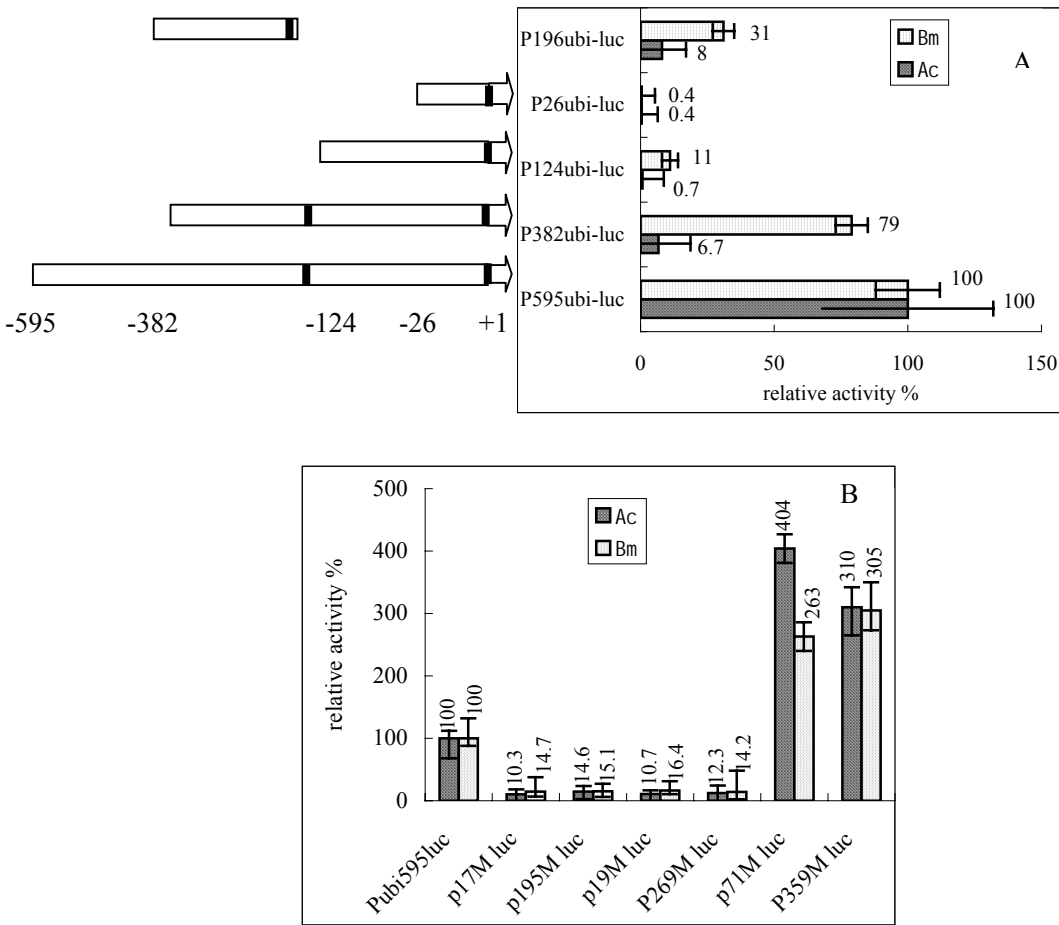 A
Bm
Ac
P196ubi-luc
31
8
P26ubi-luc
0.4
0.4
P124ubi-luc
11
0.7
P382ubi-luc
79
6.7
P595ubi-luc
100
100
-595 -382 -124 -26 +1
0 50 100 150
relative activity %
B
Ac
Bm
relative activity %
500
400
300
200
100
0
100 100
10.3 14.7
14.6 15.1
10.7 16.4
12.3 14.2
404 263
310 305
Pubi595luc
p17M luc
p195M luc
p19M luc
P269M luc
p71M luc
P359M luc